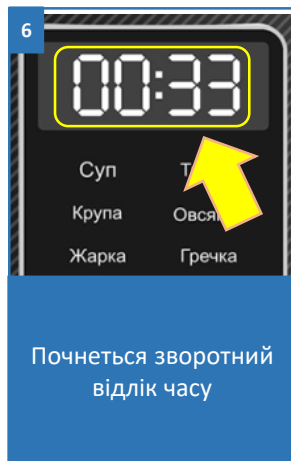 6
00:33
Суп
Крупа
Жарка Гречка
Почнеться зворотний
відлік часу